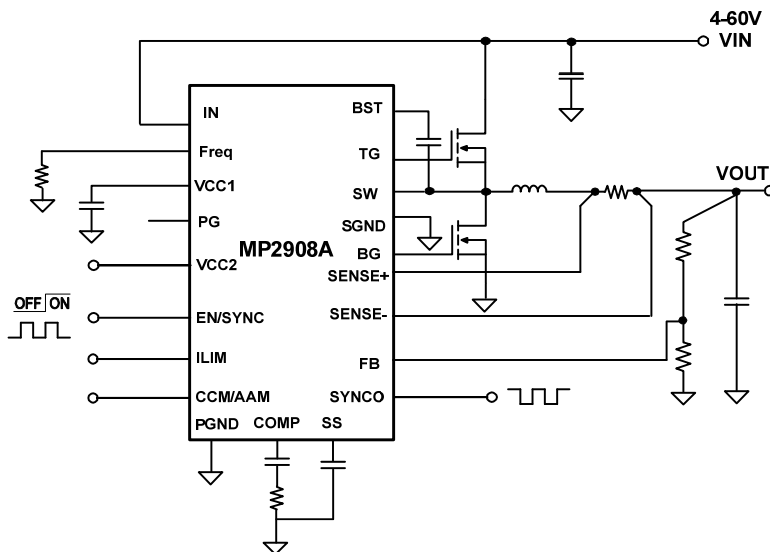 4-60V
VIN
IN
BST
Freq
TG
VCC1
SW
VOUT
PG
SGND
MP2908A
BG
VCC2
SENSE+
OFF ON
EN/SYNC
SENSE-
ILIM
FB
CCM/AAM
SYNCO
PGND COMP SS